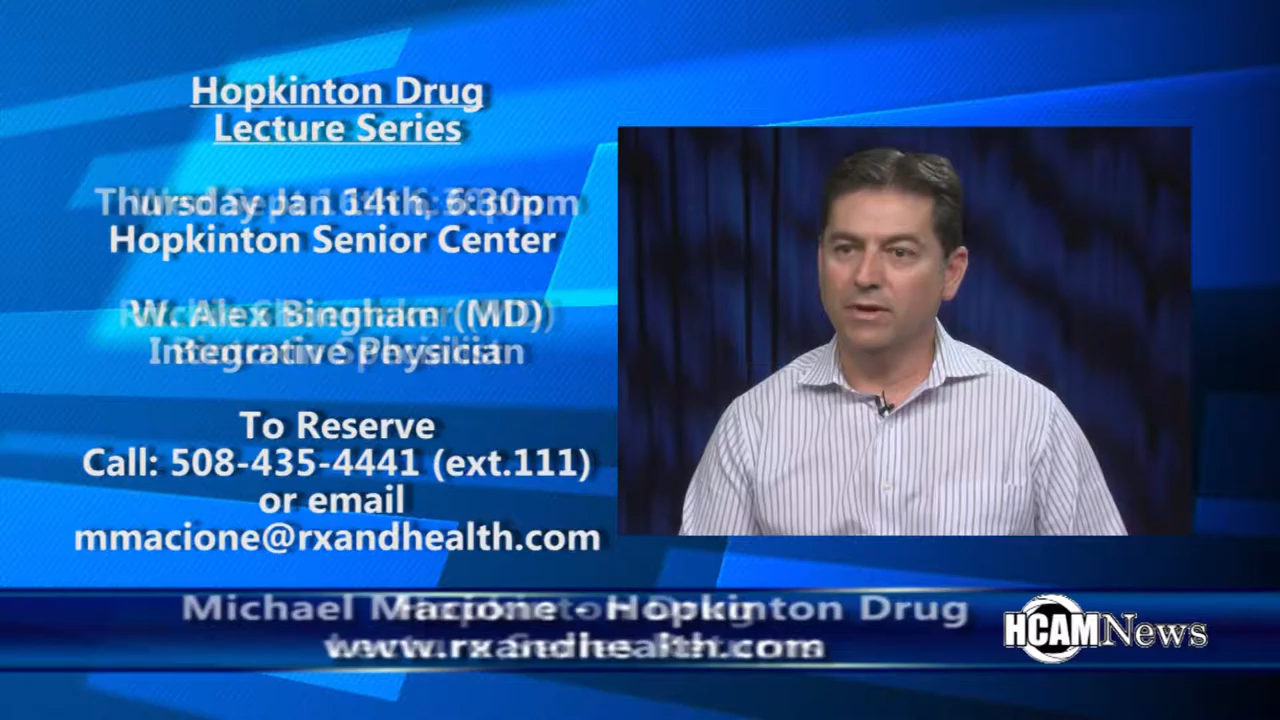 Hopkinton Drug
Lecture Series
Thursday Jan 14th, 6:30pm
Hopkinton Senior Center
W. Alex Bingham (MD)
Integrative Physician
To Reserve
Call: 508-435-4441 (ext.111)
or email
mmacione@rxandhealth.com
Michael Macione - Hopkinton Drug
www.rxandhealth.com
HCAMNews